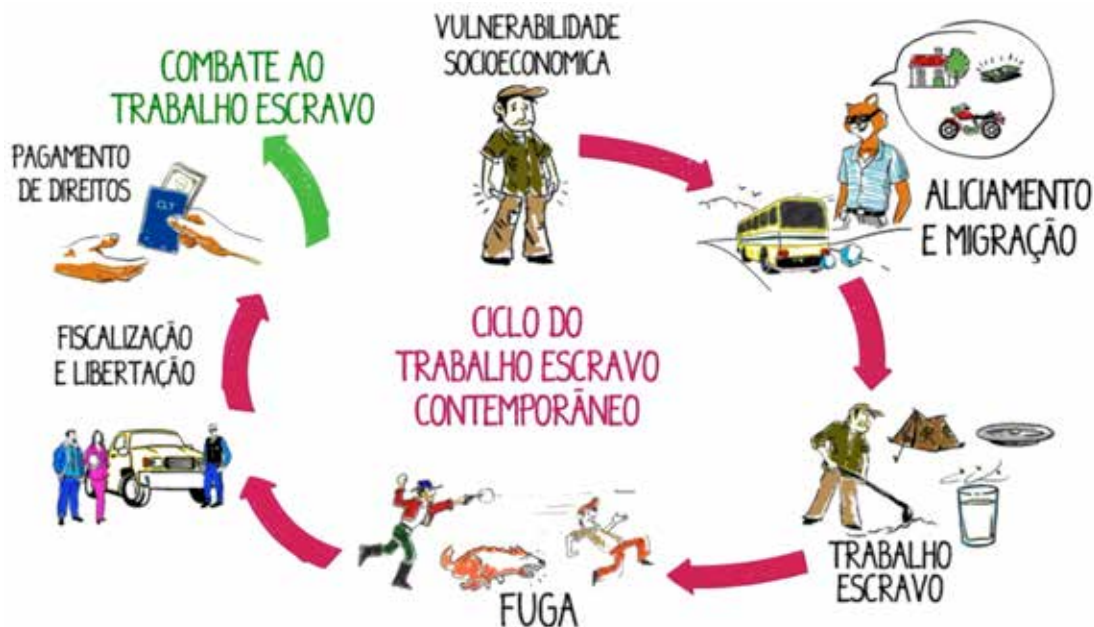 VULNERABILIDADE
SOCIOECONOMICA
ALICIAMENTO
E MIGRAÇÃO
TRABALHO
ESCRAVO
FUGA
FISCALIZAÇÃO
E LIBERTAÇÃO
PAGAMENTO
DE DIREITOS
CLT
COMBATE AO
TRABALHO ESCRAVO
CICLO DO
TRABALHO ESCRAVO
CONTEMPORÂNEO